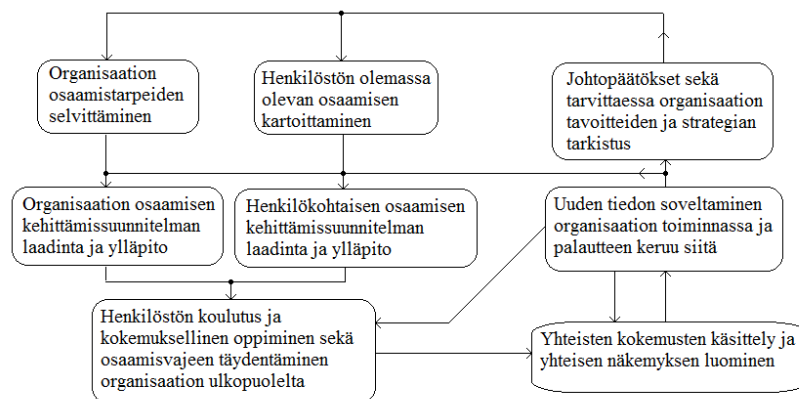 Organisaation
osaamistarpeiden
selvittäminen
Henkilöstön olemassa
olevan osaamisen
kartoittaminen
Johtopäätökset sekä
tarvittaessa organisaation
tavoitteiden ja strategian
tarkistus
Organisaation osaamisen
kehittämissuunnitelman
laadinta ja ylläpito
Henkilökohtaisen osaamisen
kehittämissuunnitelman
laadinta ja ylläpito
Uuden tiedon soveltaminen
organisaation toiminnassa ja
palautteen keruu siitä
Henkilöstön koulutus ja
kokemuksellinen oppiminen sekä
osaamisvajeen täydentäminen
organisaation ulkopuolelta
Yhteisten kokemusten käsittely ja
yhteisen näkemyksen luominen